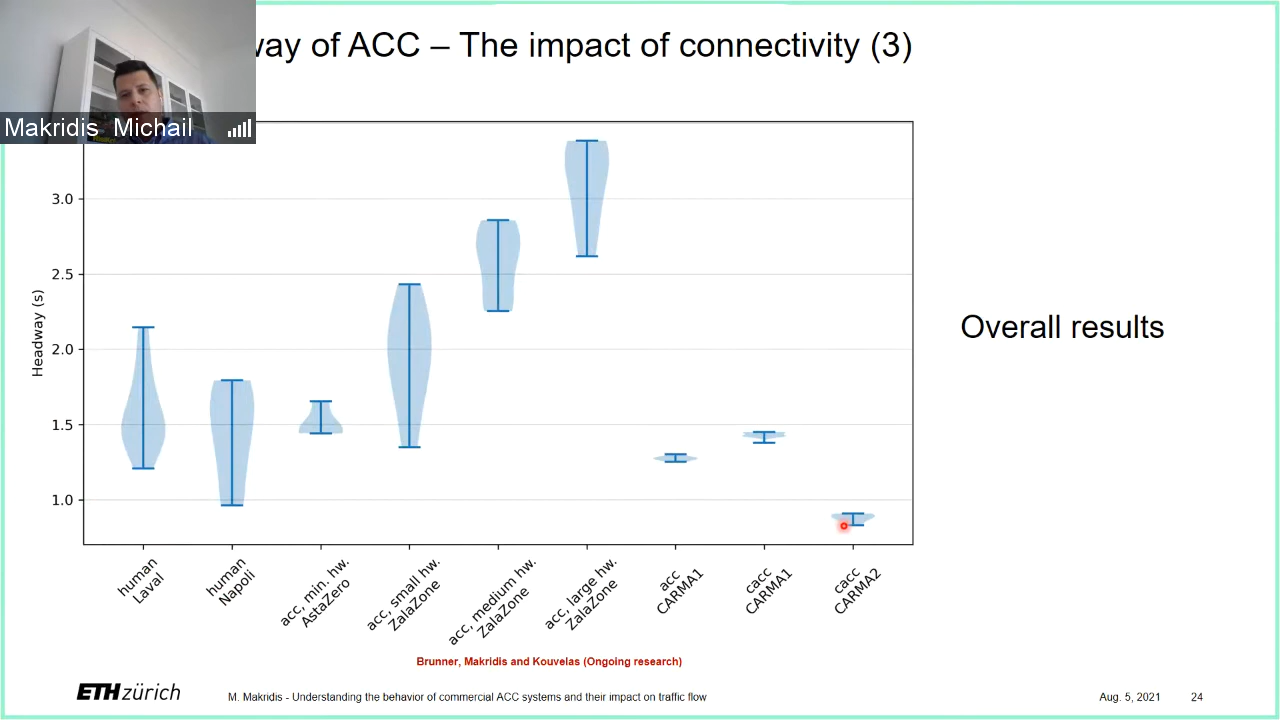 way of ACC – The impact of connectivity (3)
Makridis Michail
Headway (s)
3.0
2.5
2.0
1.5
1.0
human
Laval
human
Napoli
acc, min. hw.
AstaZero
acc, small hw.
ZalaZone
acc, medium hw.
ZalaZone
acc, large hw.
ZalaZone
acc
CARMA1
cacc
CARMA1
cacc
CARMA2
Overall results
Brunner, Makridis and Kouvelas (Ongoing research)
ETH zürich
M. Makridis - Understanding the behavior of commercial ACC systems and their impact on traffic flow
Aug. 5, 2021
24